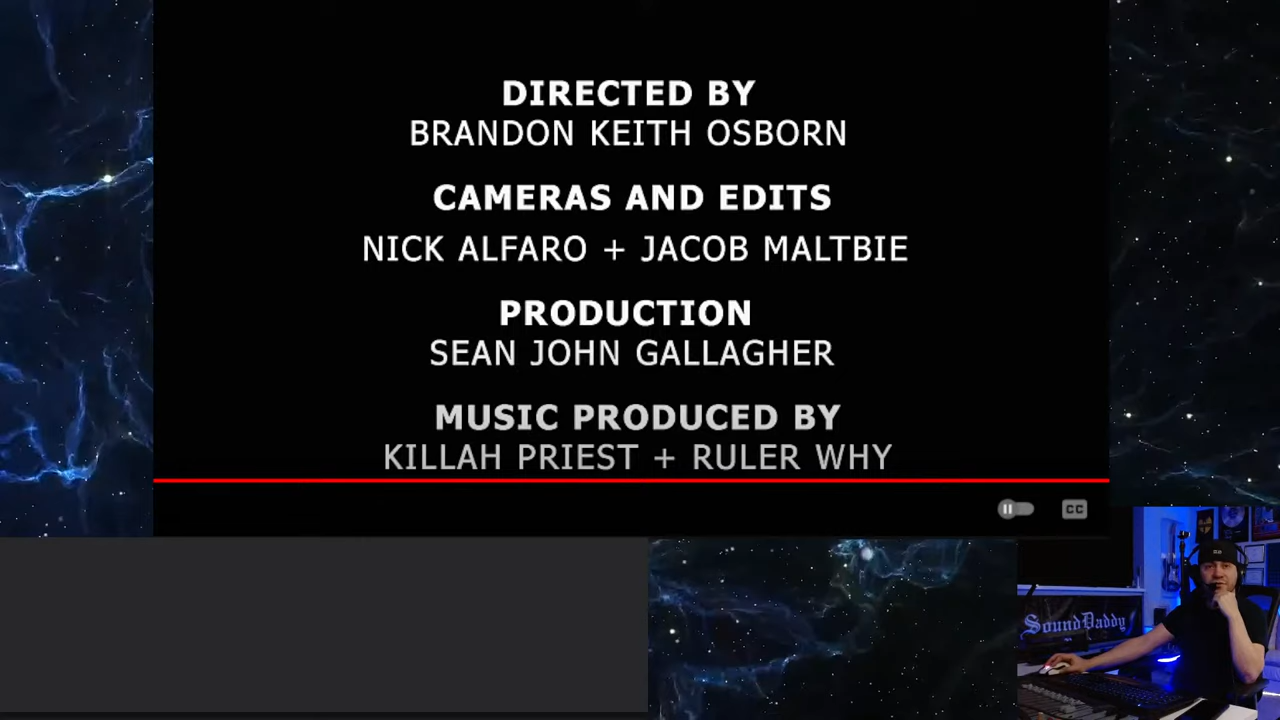 DIRECTED BY
BRANDON KEITH OSBORN
CAMERAS AND EDITS
NICK ALFARO + JACOB MALTBIE
PRODUCTION
SEAN JOHN GALLAGHER
MUSIC PRODUCED BY
KILLAH PRIEST + RULER WHY
CC
SoundDaddy